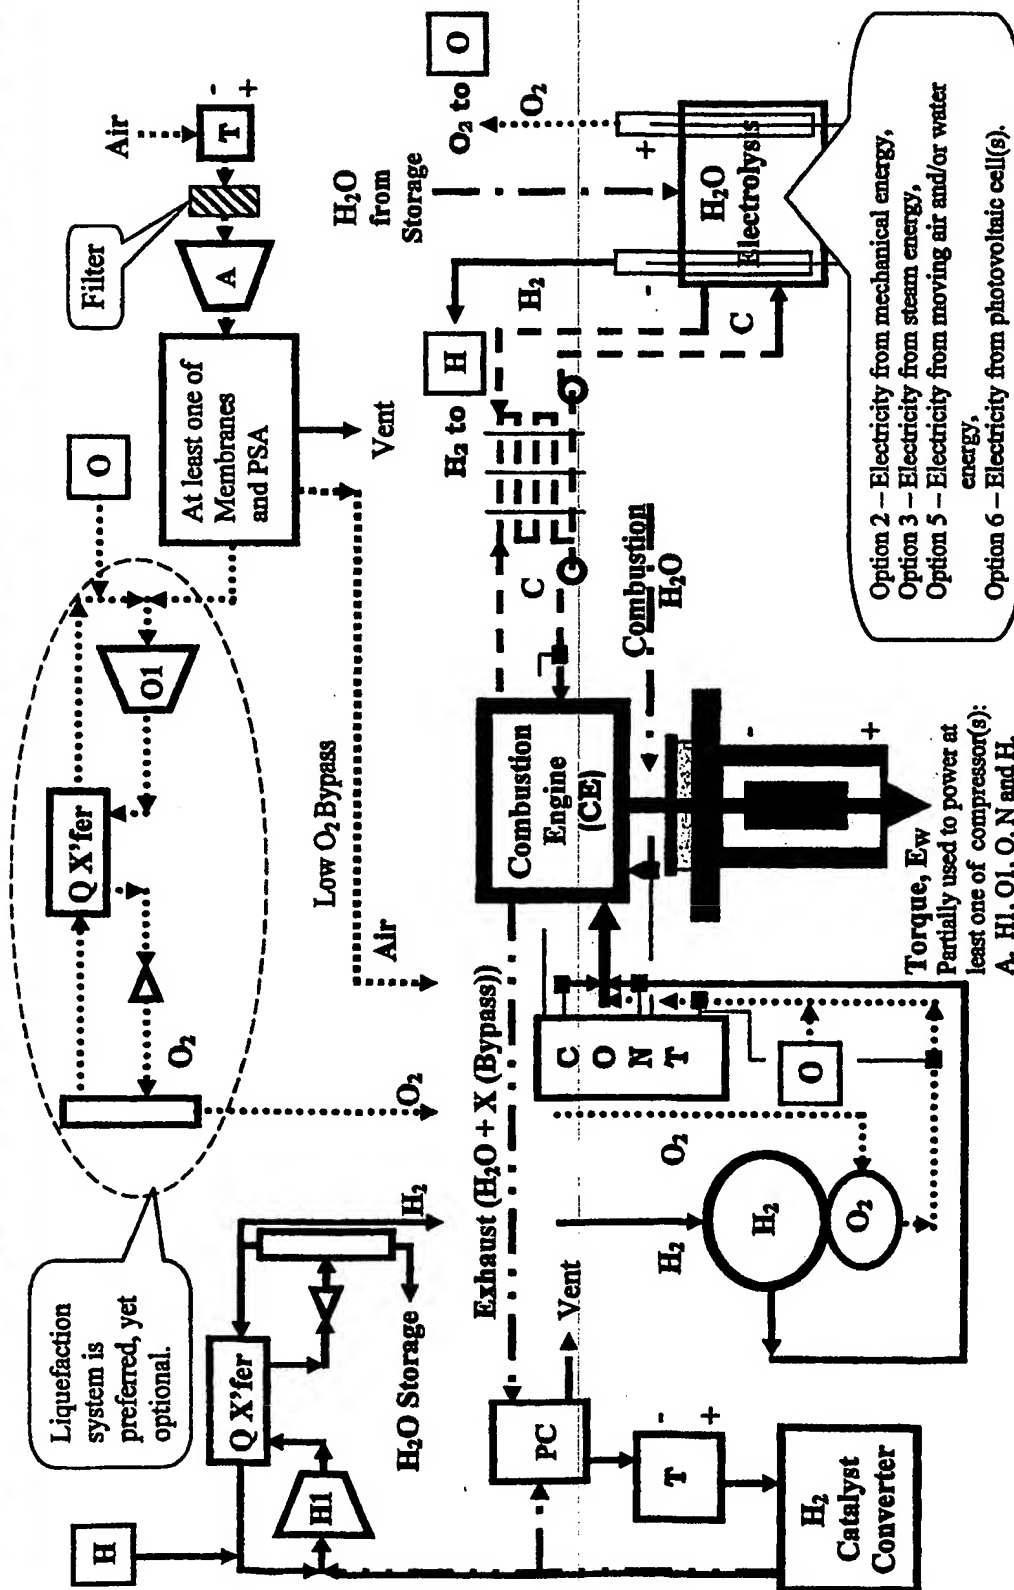 Liquefaction
system is
preferred, yet
optional.
H
H1
Q X'fer
H₂
H₂O Storage
O₂
O₂
Q X'fer
O1
O
At least one of
Membranes
and PSA
Vent
A
Filter
T
-
+
Air
Low O₂ Bypass
Air
Exhaust (H₂O + X (Bypass))
PC
Vent
T
-
+
H₂
Catalyst
Converter
H₂
H₂
O₂
O₂
C
O
N
T
O
Combustion
Engine
(CE)
Combustion
H₂O
C
C
H₂
H₂ to
H
H₂O
from
Storage
O₂ to
O
O₂
-
+
H₂O
Electrolysis
-
+
Torque, Ew
Partially used to power at
least one of compressor(s):
A, H1, O1, O, N and H.
Option 2 – Electricity from mechanical energy,
Option 3 – Electricity from steam energy,
Option 5 – Electricity from moving air and/or water
energy,
Option 6 – Electricity from photovoltaic cell(s).